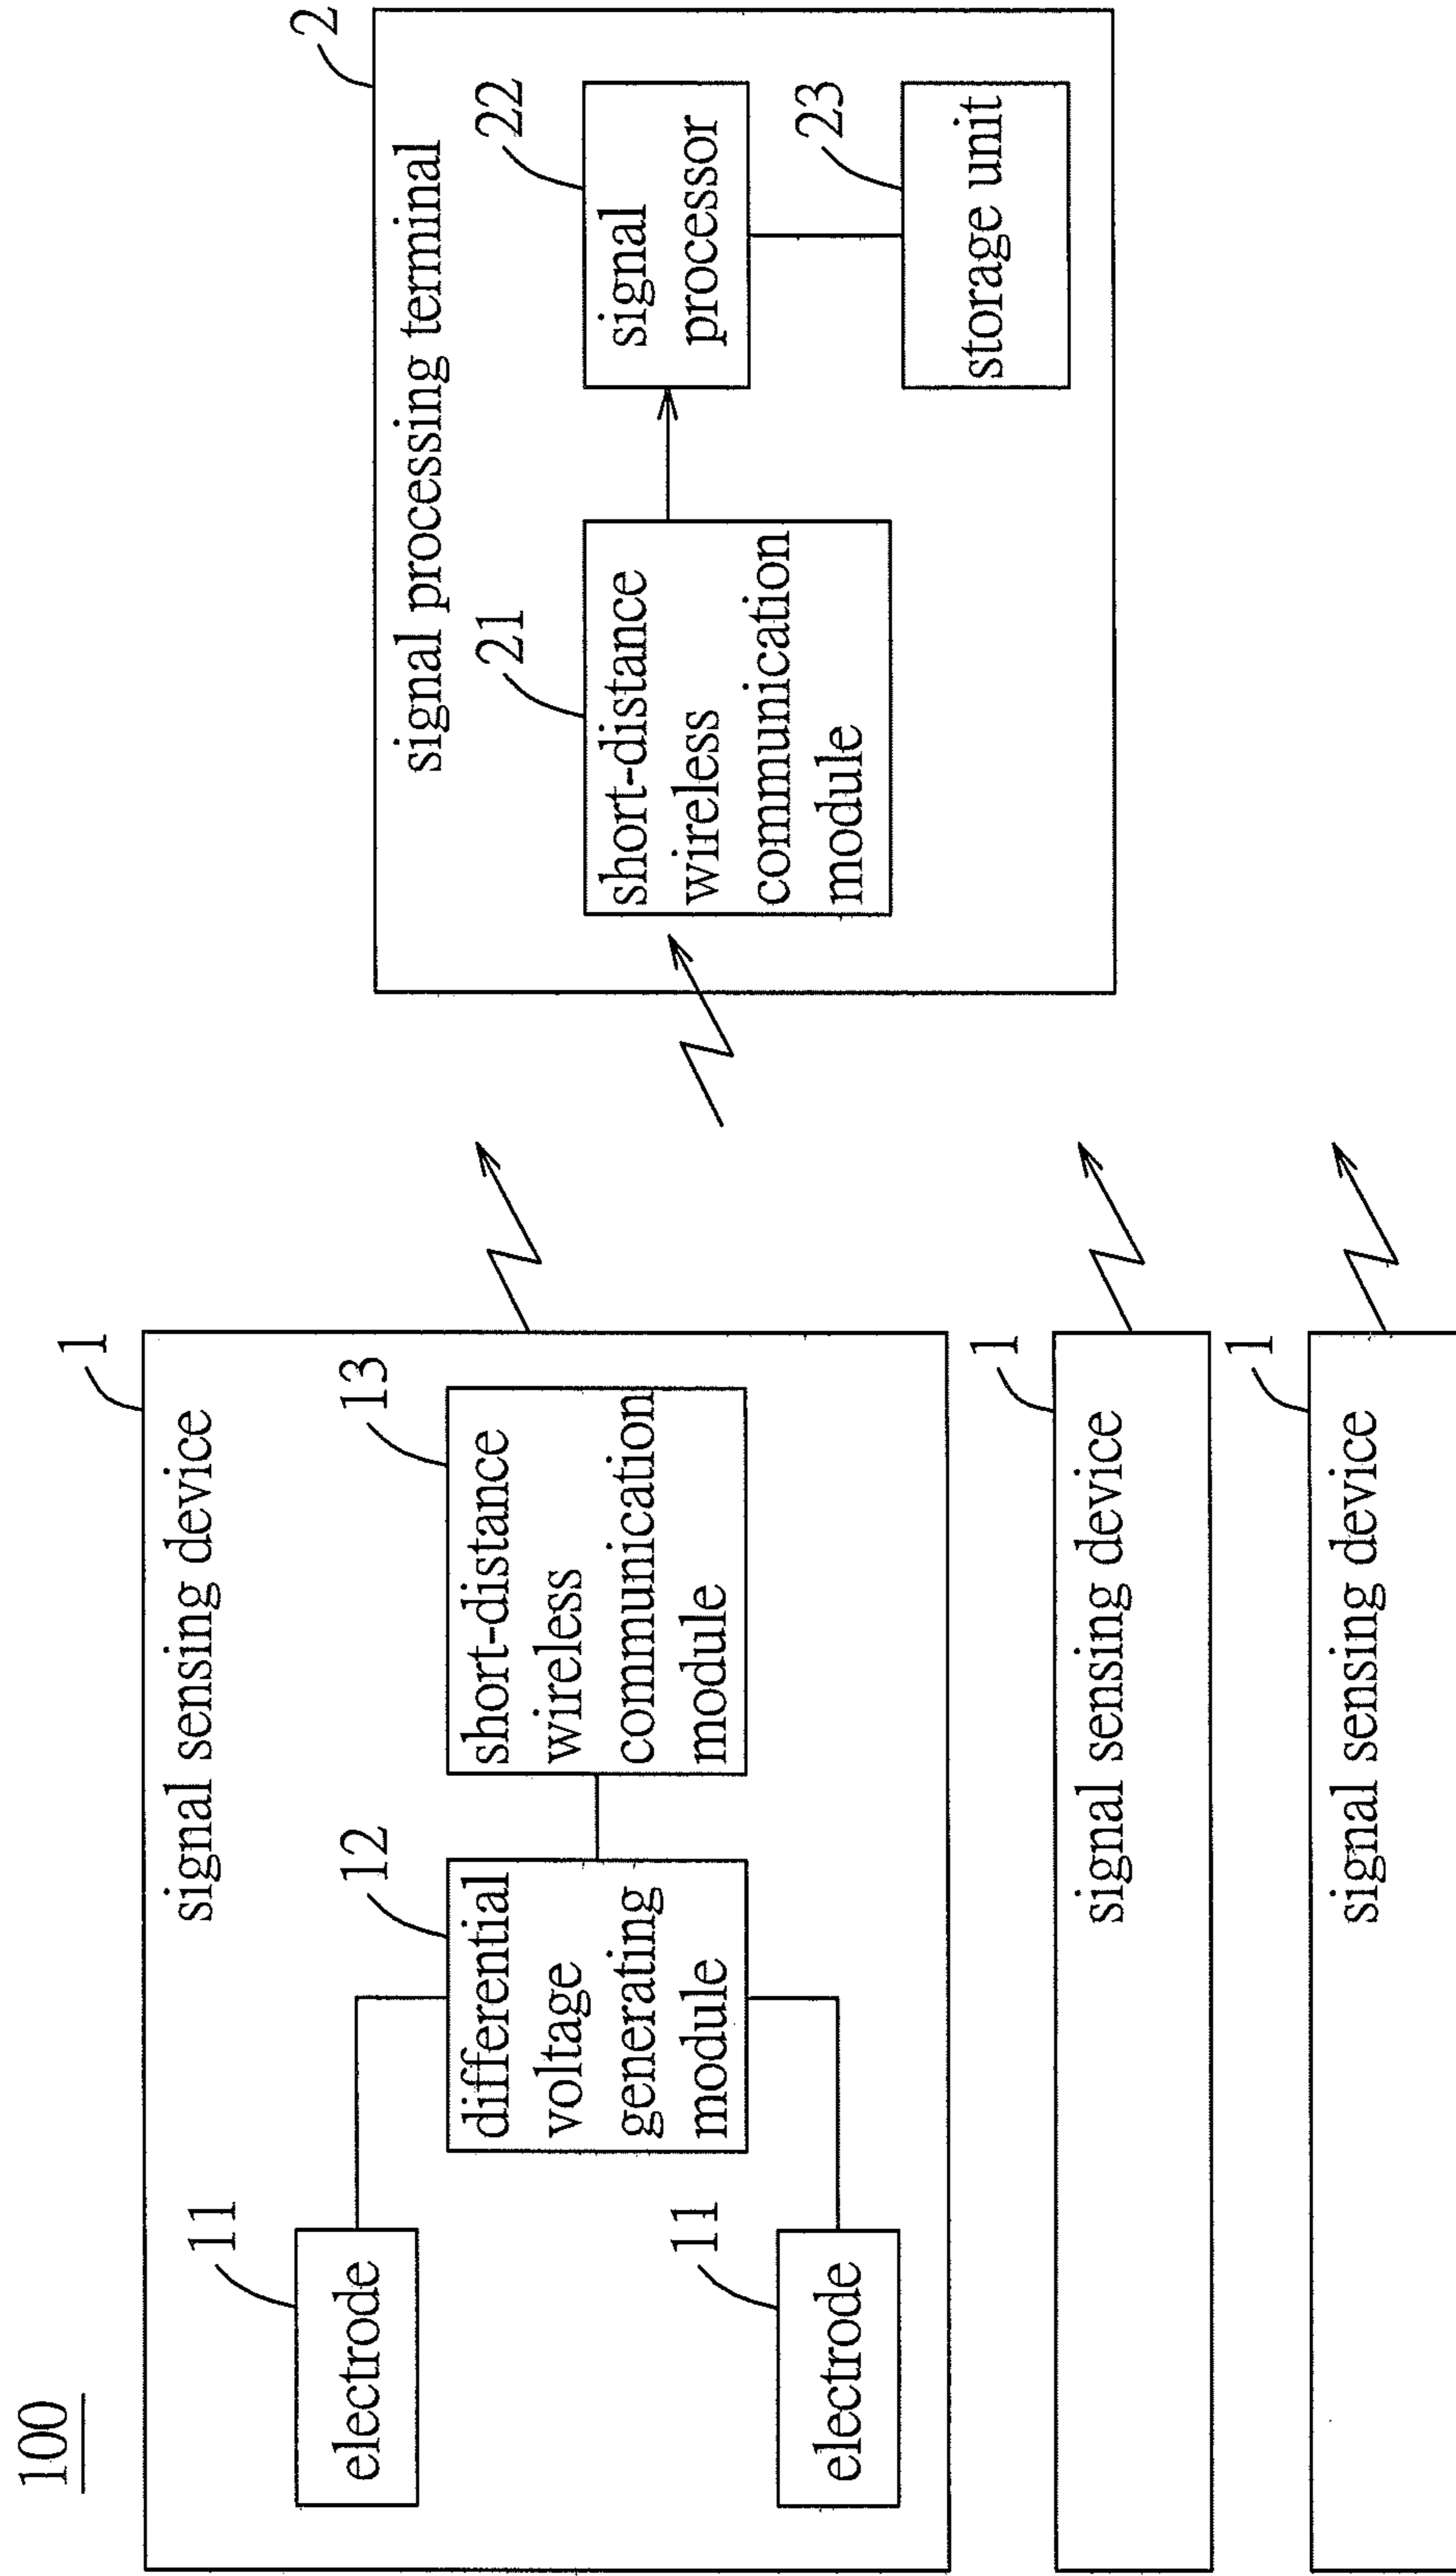 100
1
signal sensing device
11
electrode
12
differential
voltage
generating
module
13
short-distance
wireless
communication
module
11
electrode
1
signal sensing device
1
signal sensing device
2
signal processing terminal
21
short-distance
wireless
communication
module
22
signal
processor
23
storage unit